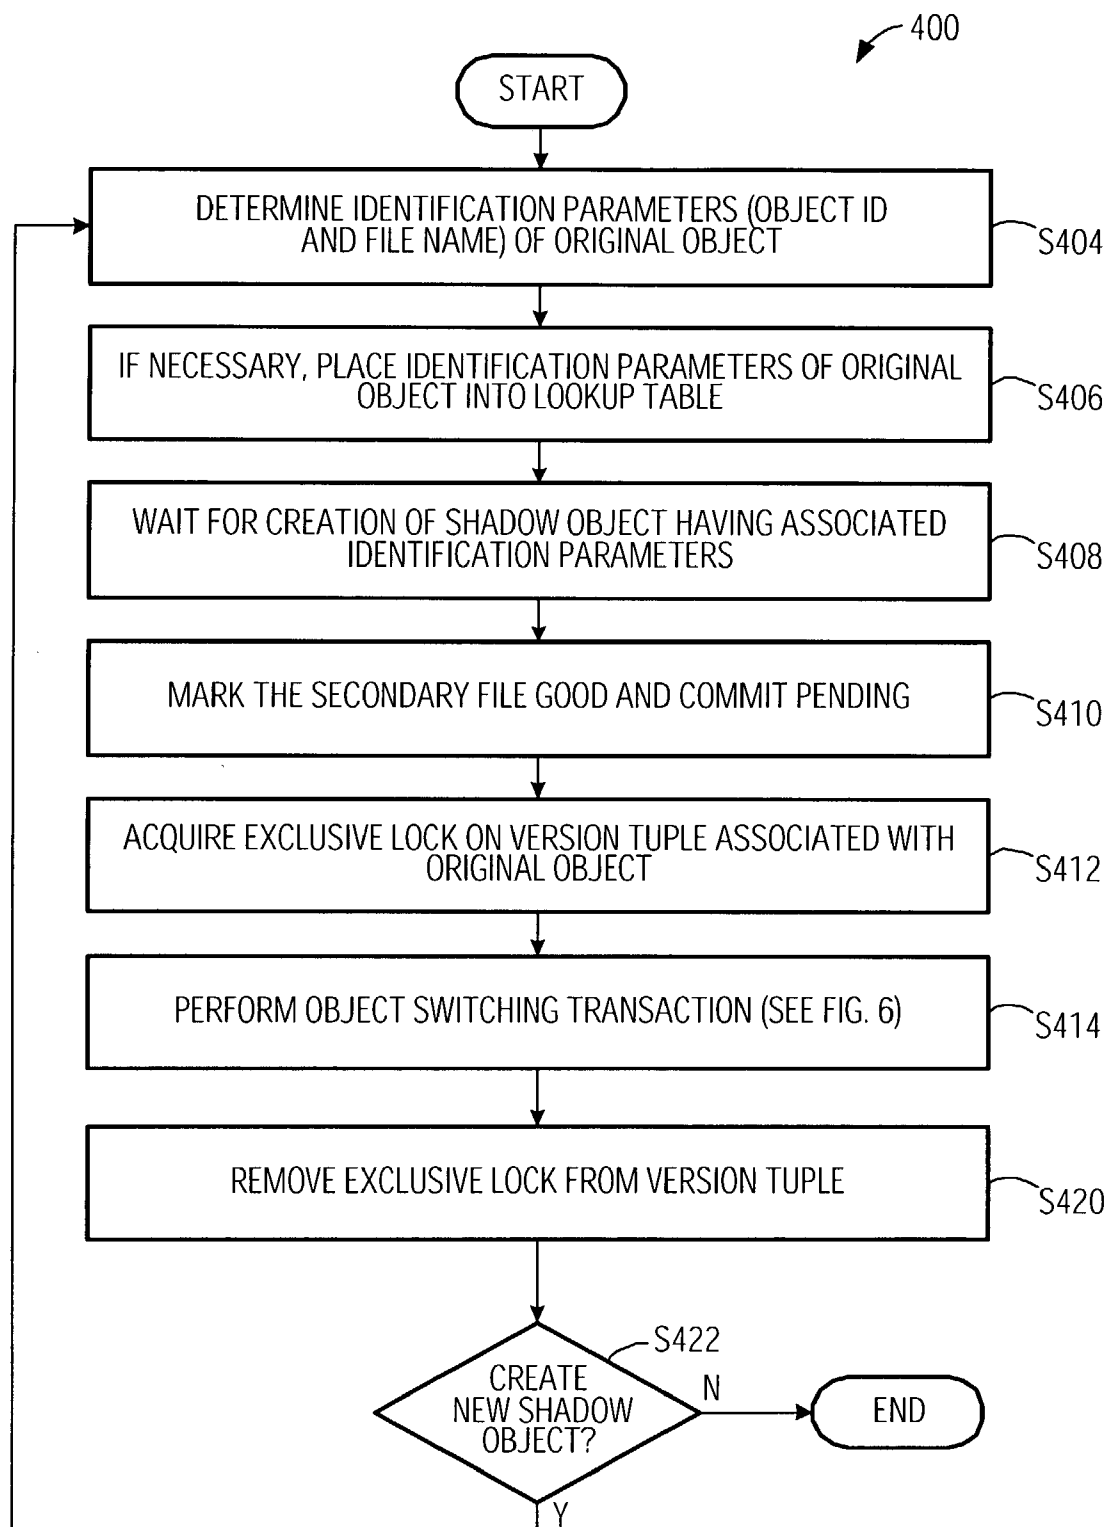 400
START
DETERMINE IDENTIFICATION PARAMETERS (OBJECT ID
AND FILE NAME) OF ORIGINAL OBJECT
S404
IF NECESSARY, PLACE IDENTIFICATION PARAMETERS OF ORIGINAL
OBJECT INTO LOOKUP TABLE
S406
WAIT FOR CREATION OF SHADOW OBJECT HAVING ASSOCIATED
IDENTIFICATION PARAMETERS
S408
MARK THE SECONDARY FILE GOOD AND COMMIT PENDING
S410
ACQUIRE EXCLUSIVE LOCK ON VERSION TUPLE ASSOCIATED WITH
ORIGINAL OBJECT
S412
PERFORM OBJECT SWITCHING TRANSACTION (SEE FIG. 6)
S414
REMOVE EXCLUSIVE LOCK FROM VERSION TUPLE
S420
S422
CREATE
NEW SHADOW
OBJECT?
N
END
Y